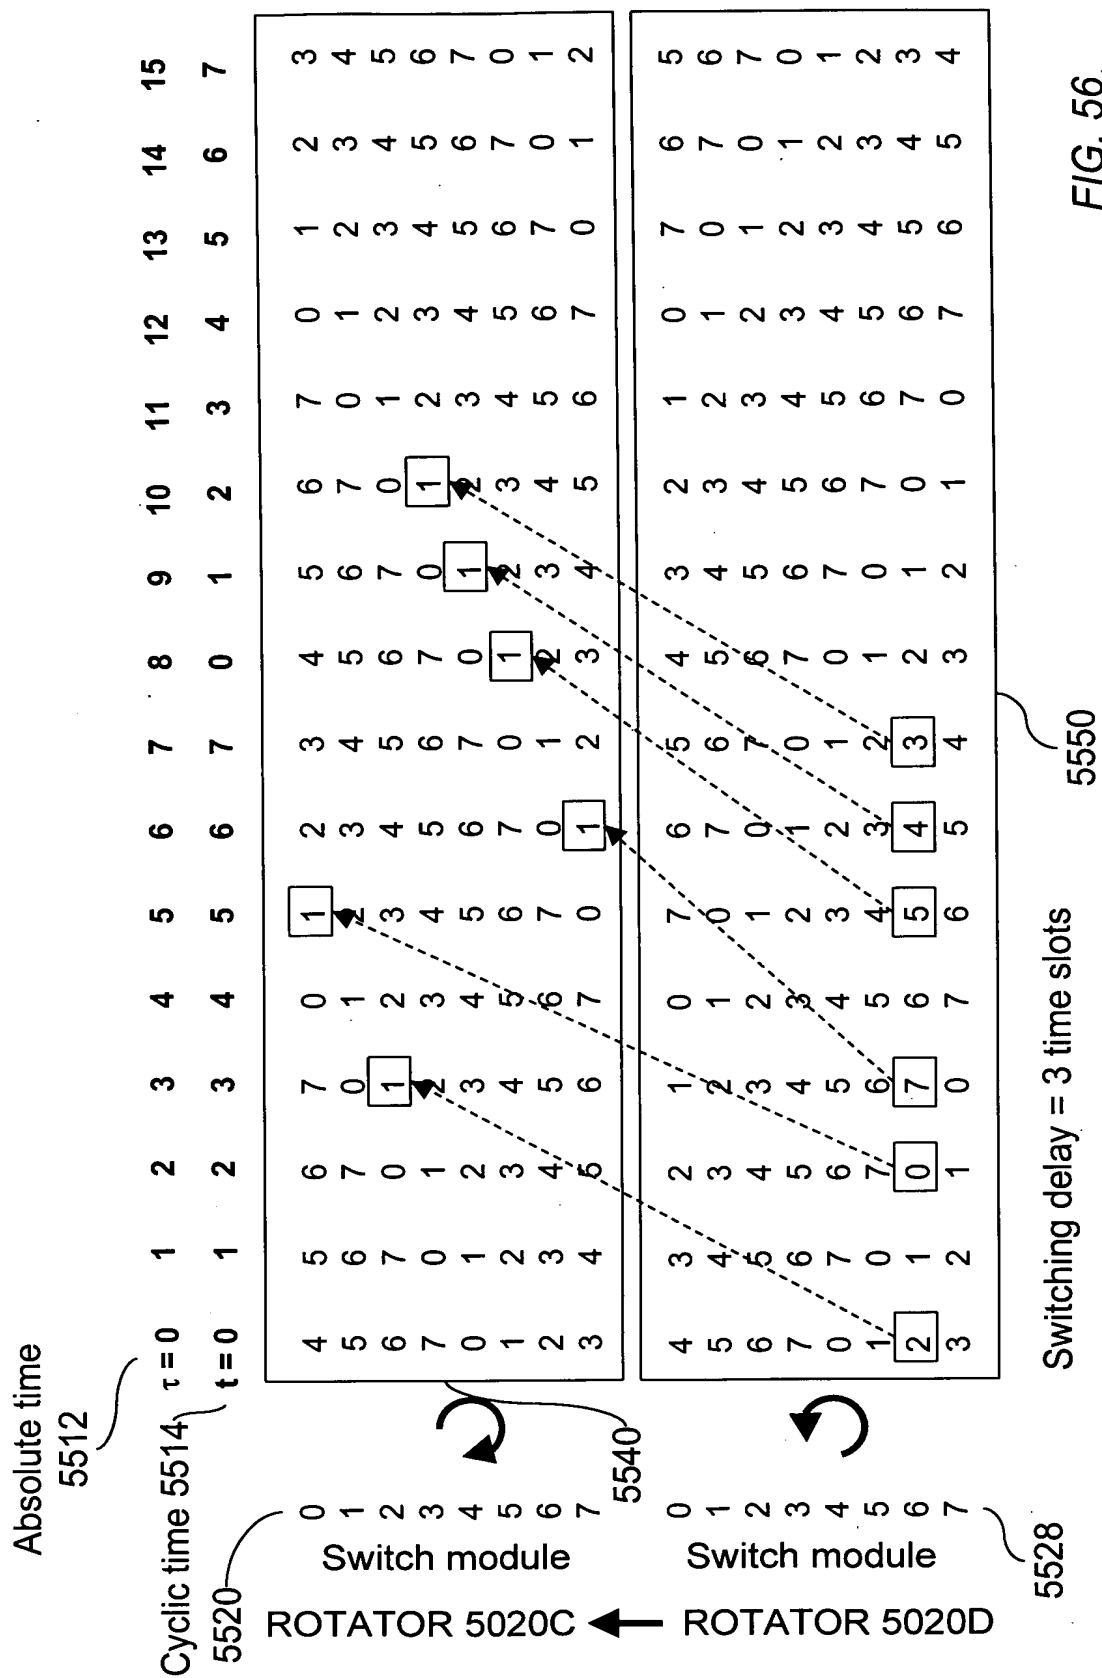 Absolute time
5512
τ = 0 1 2 3 4 5 6 7 8 9 10 11 12 13 14 15
Cyclic time 5514
t = 0 1 2 3 4 5 6 7 0 1 2 3 4 5 6 7
5520
ROTATOR 5020C
Switch module
0 4 5 6 7 0 1 2 3 4 5 6 7 0 1 2 3
1 5 6 7 0 1 2 3 4 5 6 7 0 1 2 3 4
2 6 7 0 1 2 3 4 5 6 7 0 1 2 3 4 5
3 7 0 1 2 3 4 5 6 7 0 1 2 3 4 5 6
4 0 1 2 3 4 5 6 7 0 1 2 3 4 5 6 7
5 1 2 3 4 5 6 7 0 1 2 3 4 5 6 7 0
6 2 3 4 5 6 7 0 1 2 3 4 5 6 7 0 1
7 3 4 5 6 7 0 1 2 3 4 5 6 7 0 1 2
5540
ROTATOR 5020D
Switch module
0 4 3 2 1 0 7 6 5 4 3 2 1 0 7 6 5
1 5 4 3 2 1 0 7 6 5 4 3 2 1 0 7 6
2 6 5 4 3 2 1 0 7 6 5 4 3 2 1 0 7
3 7 6 5 4 3 2 1 0 7 6 5 4 3 2 1 0
4 0 7 6 5 4 3 2 1 0 7 6 5 4 3 2 1
5 1 0 7 6 5 4 3 2 1 0 7 6 5 4 3 2
6 2 1 0 7 6 5 4 3 2 1 0 7 6 5 4 3
7 3 2 1 0 7 6 5 4 3 2 1 0 7 6 5 4
5528
5550
Switching delay = 3 time slots
FIG. 56.